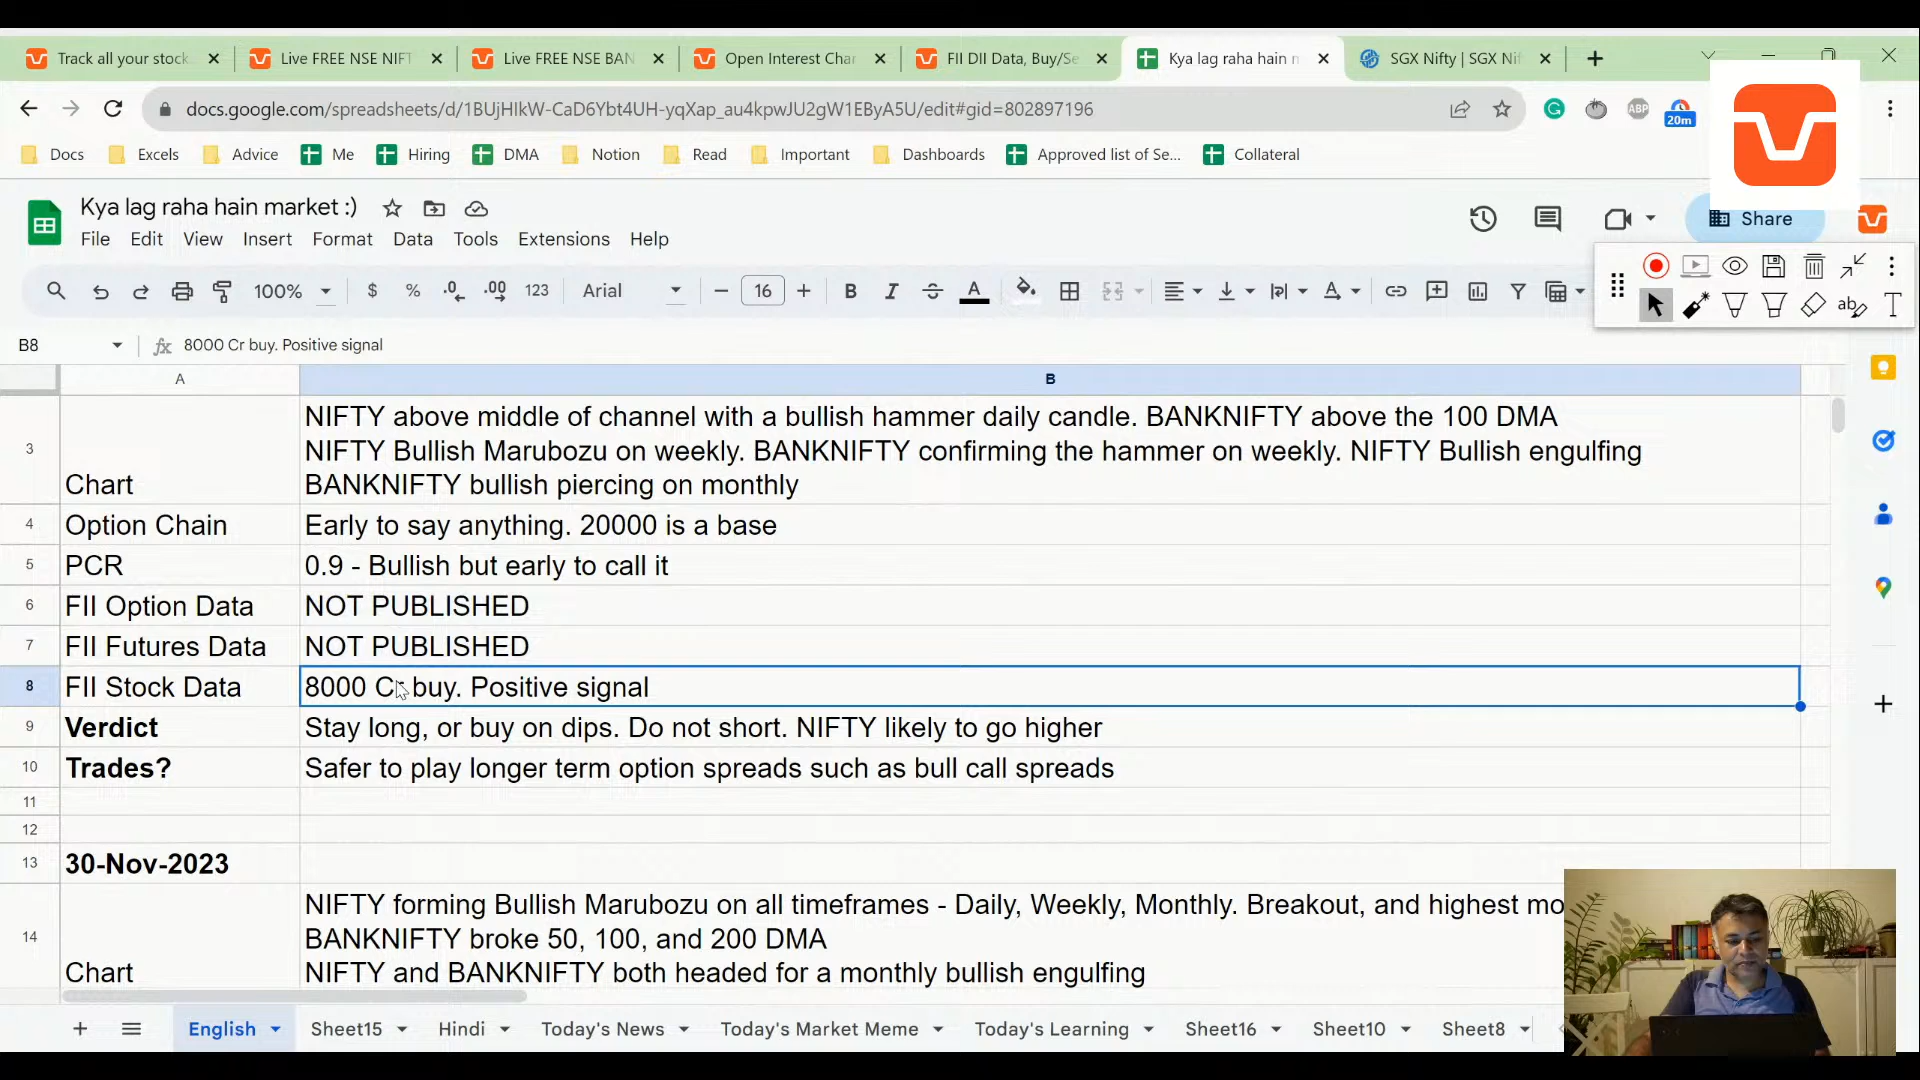 Track all your stock
Live FREE NSE NIFT
Live FREE NSE BAN
Open Interest Cha
FII DII Data, Buy/Se
Kya lag raha hain n
SGX Nifty | SGX Nif
docs.google.com/spreadsheets/d/1BUjHIkW-CaD6Ybt4UH-yqXap_au4kpwJU2gW1EByA5U/edit#gid=802897196
ABP
20m
Docs
Excels
Advice
Me
Hiring
DMA
Notion
Read
Important
Dashboards
Approved list of Se...
Collateral
Kya lag raha hain market :)
File Edit View Insert Format Data Tools Extensions Help
Share
100% $ % .0 .00 123 Arial 16 B I A
B8
fx 8000 Cr buy. Positive signal
A B
3
Chart
NIFTY above middle of channel with a bullish hammer daily candle. BANKNIFTY above the 100 DMA
NIFTY Bullish Marubozu on weekly. BANKNIFTY confirming the hammer on weekly. NIFTY Bullish engulfing
BANKNIFTY bullish piercing on monthly
4 Option Chain Early to say anything. 20000 is a base
5 PCR 0.9 - Bullish but early to call it
6 FII Option Data NOT PUBLISHED
7 FII Futures Data NOT PUBLISHED
8 FII Stock Data 8000 Cr buy. Positive signal
9 Verdict Stay long, or buy on dips. Do not short. NIFTY likely to go higher
10 Trades? Safer to play longer term option spreads such as bull call spreads
11
12
13 30-Nov-2023
14
Chart
NIFTY forming Bullish Marubozu on all timeframes - Daily, Weekly, Monthly. Breakout, and highest mo
BANKNIFTY broke 50, 100, and 200 DMA
NIFTY and BANKNIFTY both headed for a monthly bullish engulfing
English Sheet15 Hindi Today's News Today's Market Meme Today's Learning Sheet16 Sheet10 Sheet8